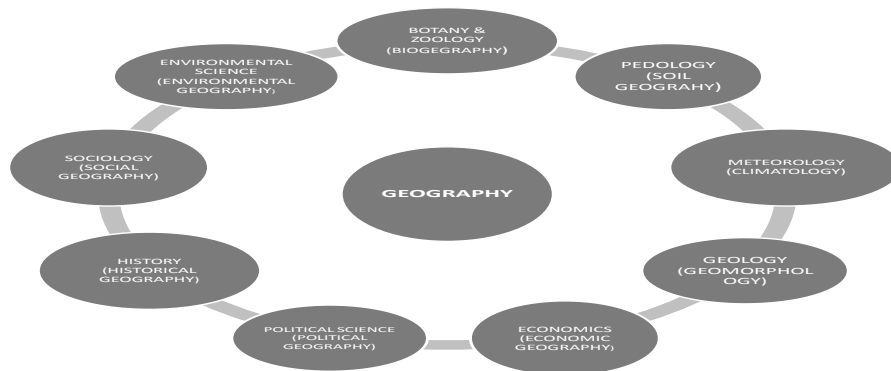 BOTANY &
ZOOLOGY
(BIOGEGRAPHY)
PEDOLOGY
(SOIL
GEOGRAHY)
METEOROLOGY
(CLIMATOLOGY)
GEOLOGY
(GEOMORPHOL
OGY)
ECONOMICS
(ECONOMIC
GEOGRAPHY)
POLITICAL SCIENCE
(POLITICAL
GEOGRAPHY)
HISTORY
(HISTORICAL
GEOGRAPHY)
SOCIOLOGY
(SOCIAL
GEOGRAPHY)
ENVIRONMENTAL
SCIENCE
(ENVIRONMENTAL
GEOGRAPHY)
GEOGRAPHY